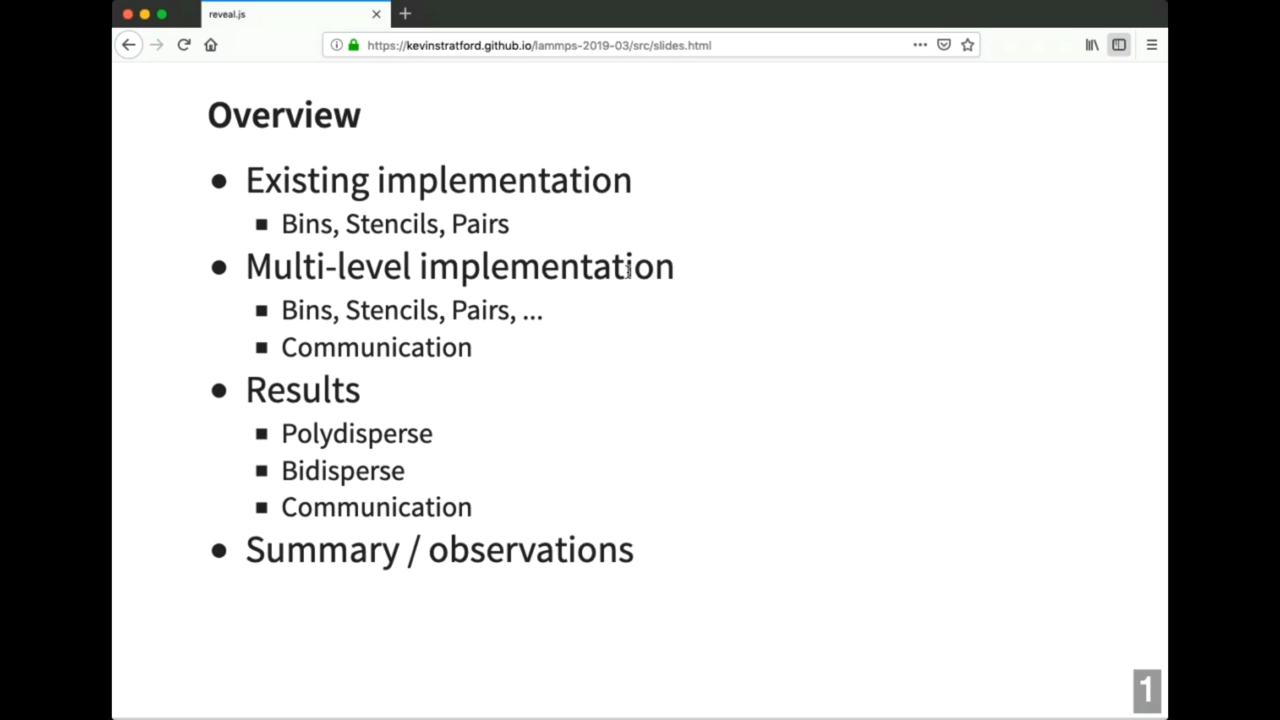 reveal.js
https://kevinstratford.github.io/lammps-2019-03/src/slides.html
Overview
Existing implementation
Bins, Stencils, Pairs
Multi-level implementation
Bins, Stencils, Pairs, ...
Communication
Results
Polydisperse
Bidisperse
Communication
Summary / observations
1